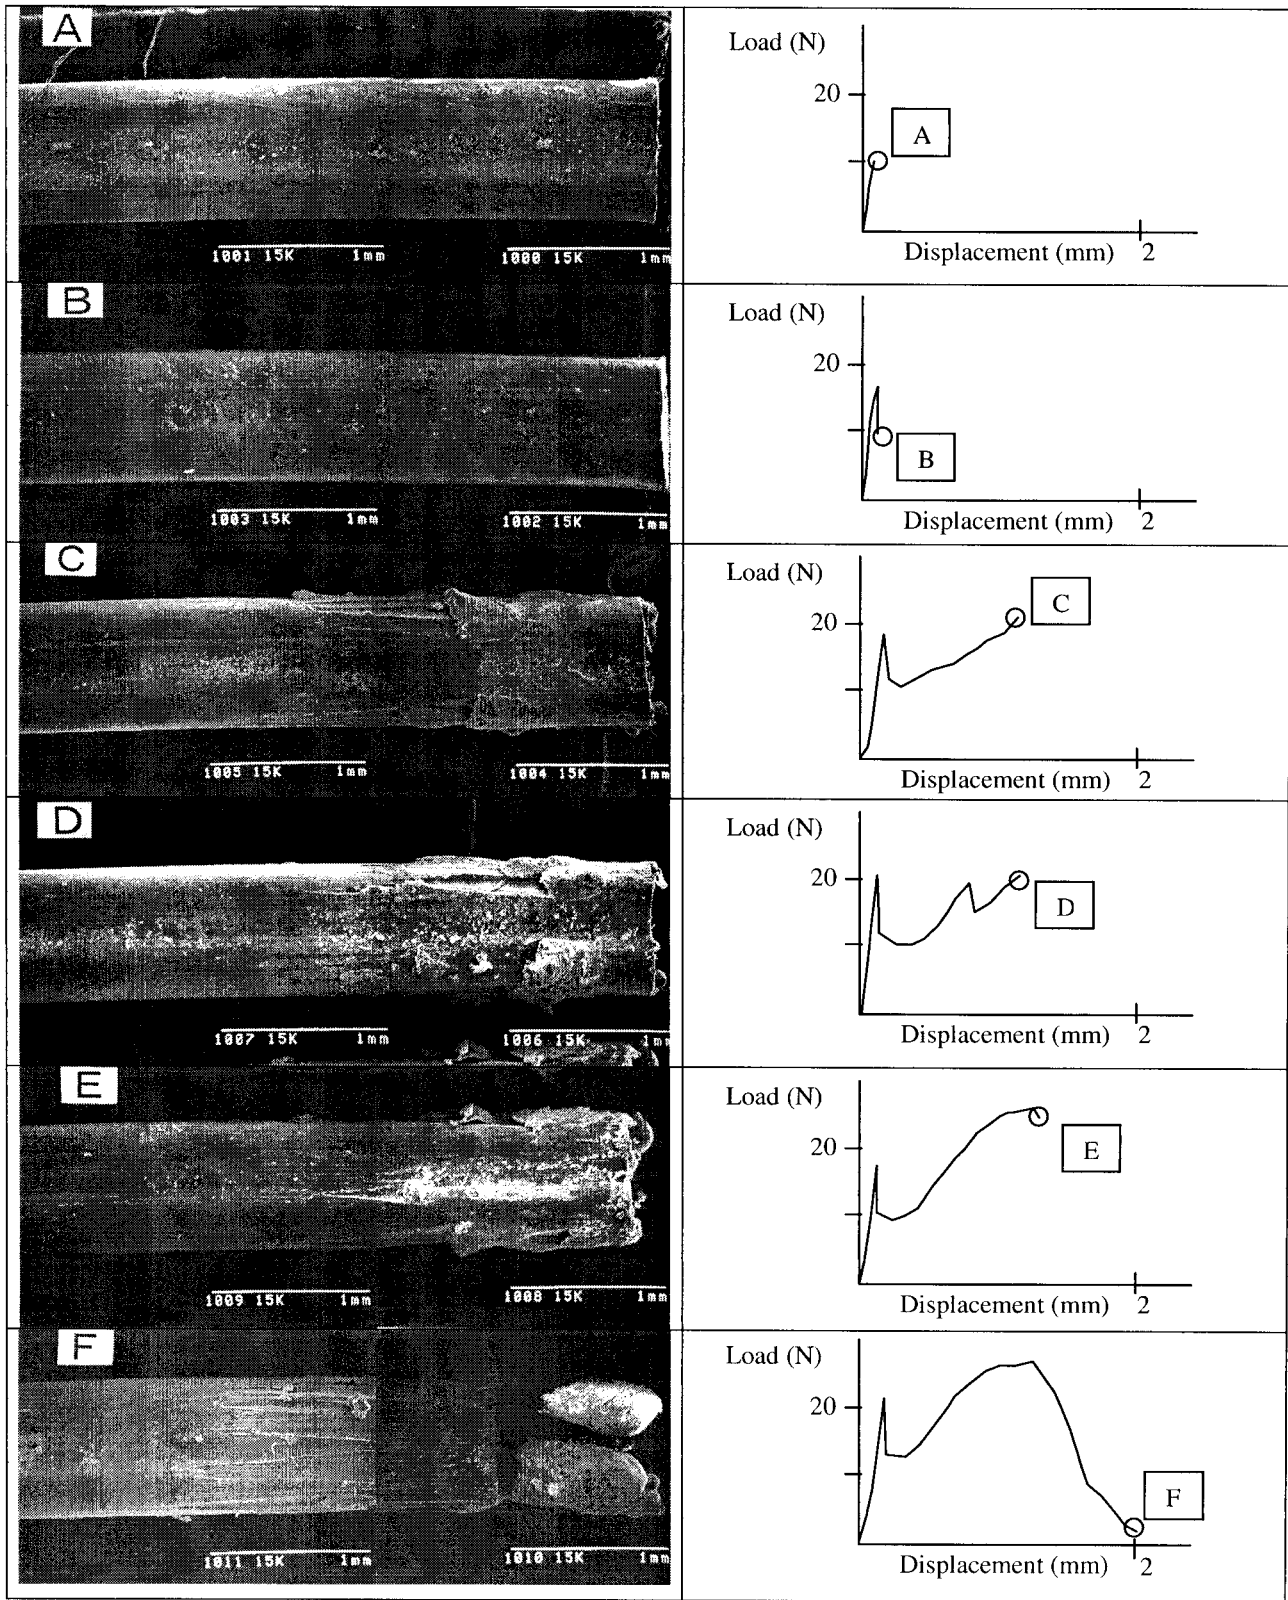 A
1001 15K 1mm
1000 15K 1mm
Load (N)
20
A
Displacement (mm) 2
B
1003 15K 1mm
1002 15K 1mm
Load (N)
20
B
Displacement (mm) 2
C
1005 15K 1mm
1004 15K 1mm
Load (N)
20
C
Displacement (mm) 2
D
1007 15K 1mm
1006 15K 1mm
Load (N)
20
D
Displacement (mm) 2
E
1009 15K 1mm
1008 15K 1mm
Load (N)
20
E
Displacement (mm) 2
F
1011 15K 1mm
1010 15K 1mm
Load (N)
20
F
Displacement (mm) 2